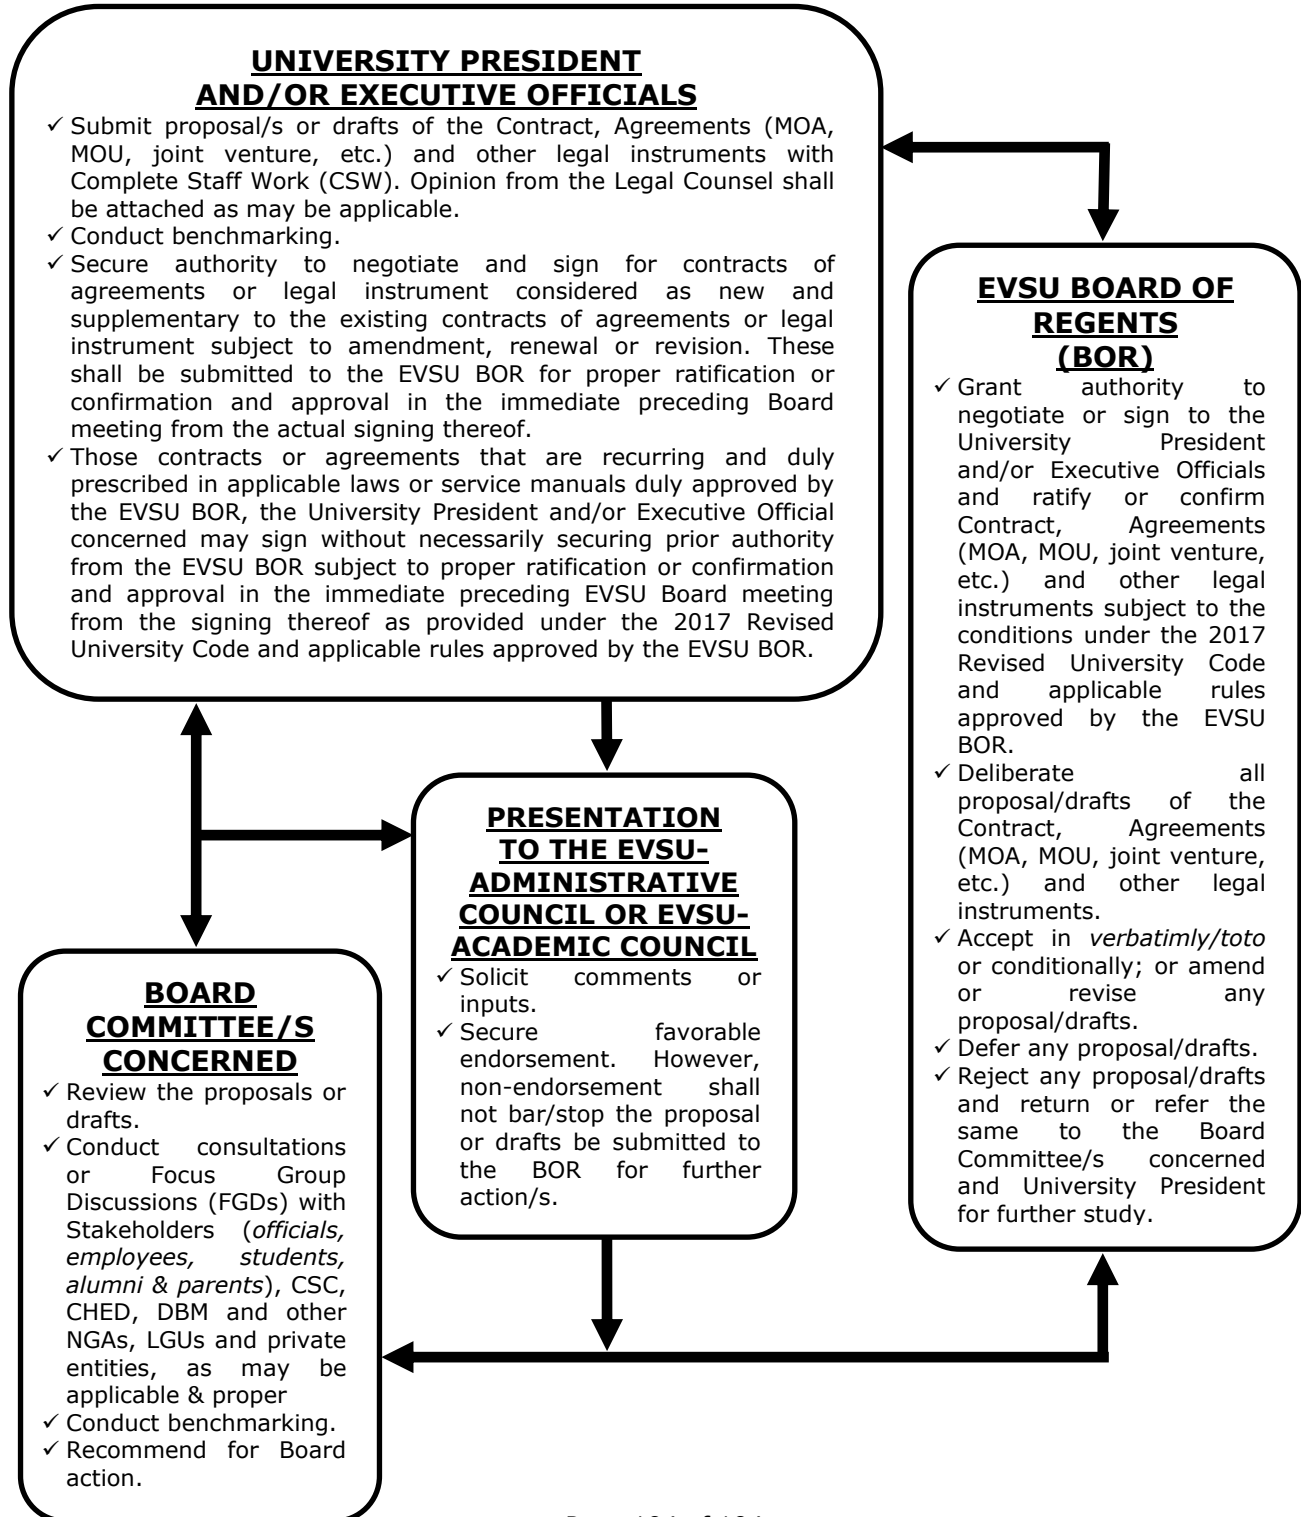 UNIVERSITY PRESIDENT
AND/OR EXECUTIVE OFFICIALS
✓ Submit proposal/s or drafts of the Contract, Agreements (MOA,
MOU, joint venture, etc.) and other legal instruments with
Complete Staff Work (CSW). Opinion from the Legal Counsel shall
be attached as may be applicable.
✓ Conduct benchmarking.
✓ Secure authority to negotiate and sign for contracts of
agreements or legal instrument considered as new and
supplementary to the existing contracts of agreements or legal
instrument subject to amendment, renewal or revision. These
shall be submitted to the EVSU BOR for proper ratification or
confirmation and approval in the immediate preceding Board
meeting from the actual signing thereof.
✓ Those contracts or agreements that are recurring and duly
prescribed in applicable laws or service manuals duly approved by
the EVSU BOR, the University President and/or Executive Official
concerned may sign without necessarily securing prior authority
from the EVSU BOR subject to proper ratification or confirmation
and approval in the immediate preceding EVSU Board meeting
from the signing thereof as provided under the 2017 Revised
University Code and applicable rules approved by the EVSU BOR.
EVSU BOARD OF
REGENTS
(BOR)
✓ Grant authority to
negotiate or sign to the
University President
and/or Executive Officials
and ratify or confirm
Contract, Agreements
(MOA, MOU, joint venture,
etc.) and other legal
instruments subject to the
conditions under the 2017
Revised University Code
and applicable rules
approved by the EVSU
BOR.
✓ Deliberate all
proposal/drafts of the
Contract, Agreements
(MOA, MOU, joint venture,
etc.) and other legal
instruments.
✓ Accept in verbatimly/toto
or conditionally; or amend
or revise any
proposal/drafts.
✓ Defer any proposal/drafts.
✓ Reject any proposal/drafts
and return or refer the
same to the Board
Committee/s concerned
and University President
for further study.
PRESENTATION
TO THE EVSU-
ADMINISTRATIVE
COUNCIL OR EVSU-
ACADEMIC COUNCIL
✓ Solicit comments or
inputs.
✓ Secure favorable
endorsement. However,
non-endorsement shall
not bar/stop the proposal
or drafts be submitted to
the BOR for further
action/s.
BOARD
COMMITTEE/S
CONCERNED
✓ Review the proposals or
drafts.
✓ Conduct consultations
or Focus Group
Discussions (FGDs) with
Stakeholders (officials,
employees, students,
alumni & parents), CSC,
CHED, DBM and other
NGAs, LGUs and private
entities, as may be
applicable & proper
✓ Conduct benchmarking.
✓ Recommend for Board
action.